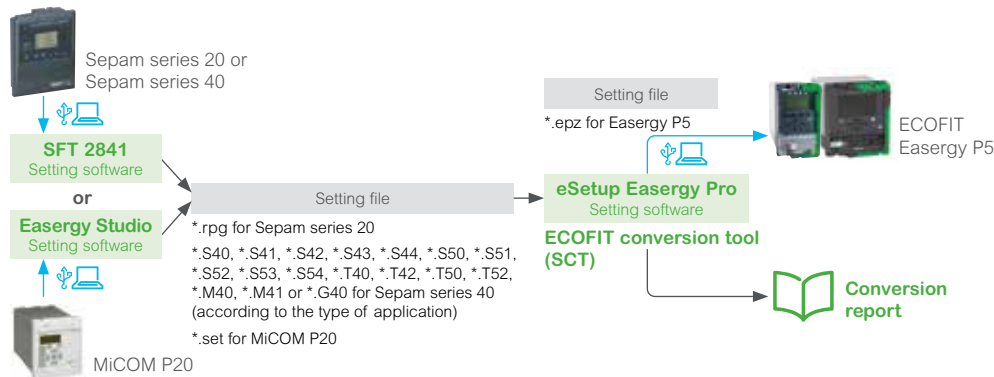 Sepam series 20 or
Sepam series 40
SFT 2841
Setting software
or
Easergy Studio
Setting software
MiCOM P20
Setting file
*.rpg for Sepam series 20
*.S40, *.S41, *.S42, *.S43, *.S44, *.S50, *.S51,
*.S52, *.S53, *.S54, *.T40, *.T42, *.T50, *.T52,
*.M40, *.M41 or *.G40 for Sepam series 40
(according to the type of application)
*.set for MiCOM P20
Setting file
*.epz for Easergy P5
eSetup Easergy Pro
Setting software
ECOFIT conversion tool
(SCT)
ECOFIT
Easergy P5
Conversion
report